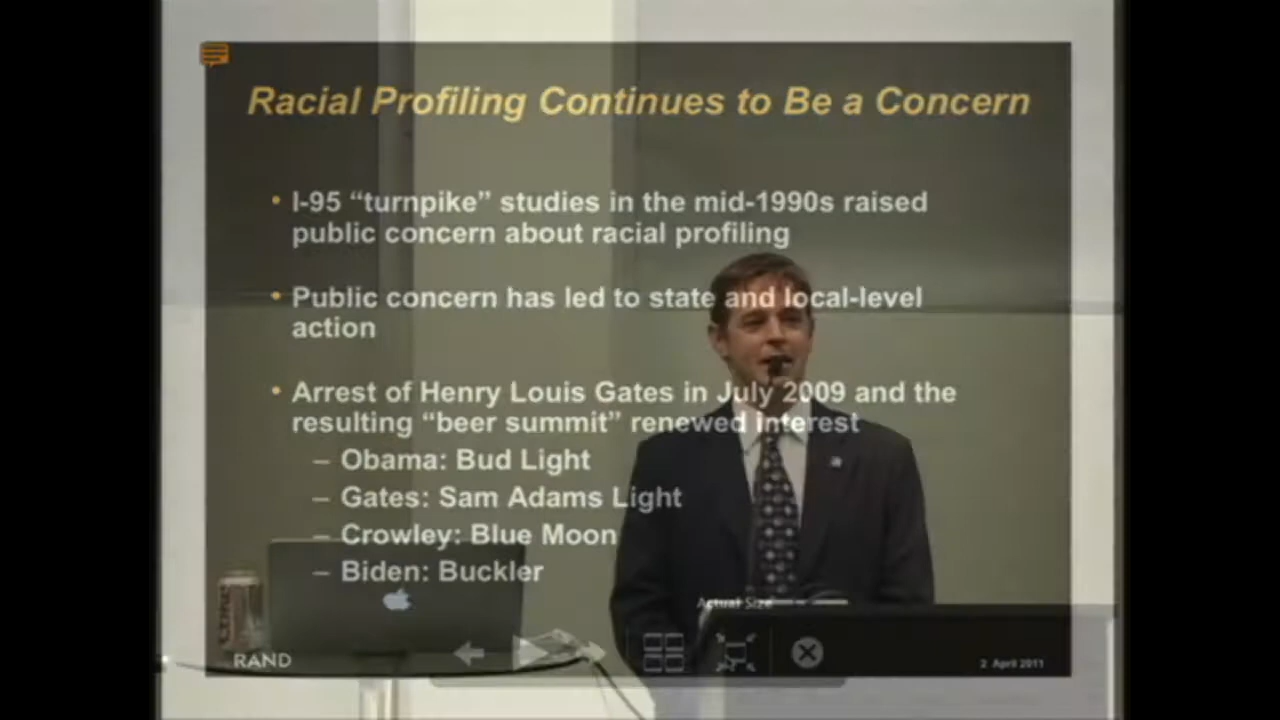 Racial Profiling Continues to Be a Concern
• I-95 “turnpike” studies in the mid-1990s raised
public concern about racial profiling
• Public concern has led to state and local-level
action
• Arrest of Henry Louis Gates in July 2009 and the
resulting “beer summit” renewed interest
– Obama: Bud Light
– Gates: Sam Adams Light
– Crowley: Blue Moon
– Biden: Buckler
Actual Size
RAND
2 April 2011